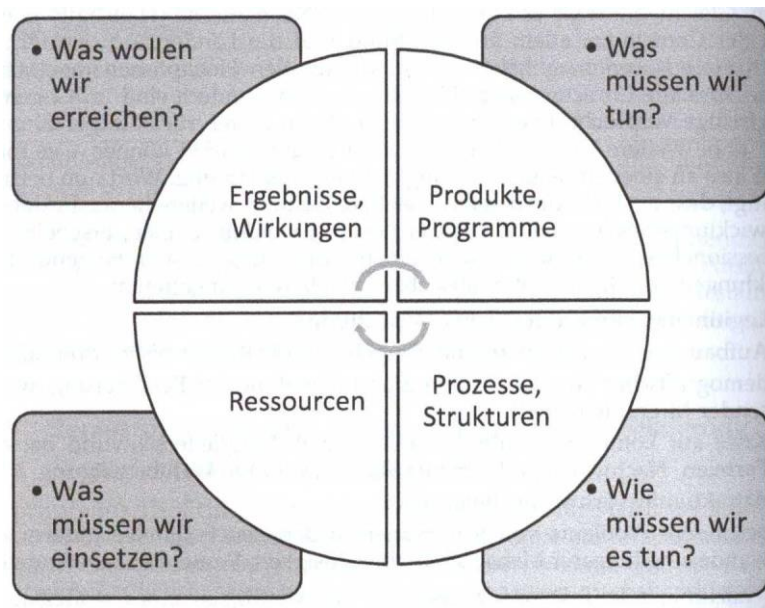 • Was wollen
wir
erreichen?
• Was
müssen wir
tun?
Ergebnisse,
Wirkungen
Produkte,
Programme
Ressourcen
Prozesse,
Strukturen
• Was
müssen wir
einsetzen?
• Wie
müssen wir
es tun?